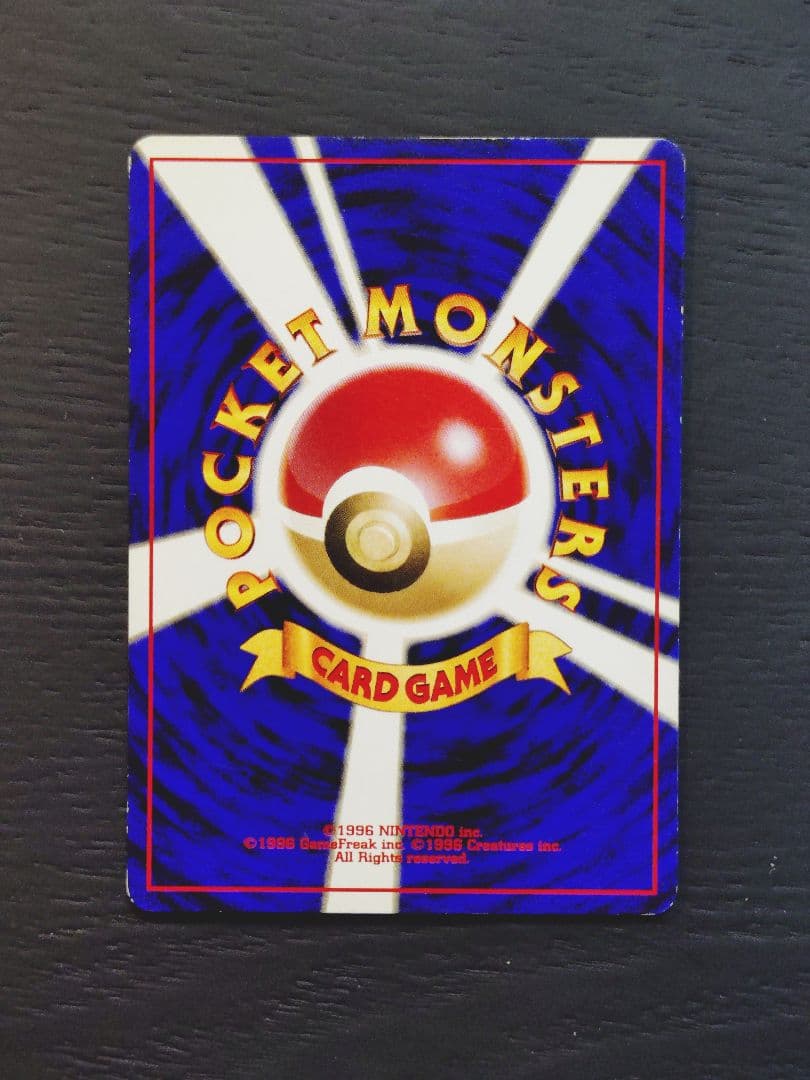 POCKET MONSTERS
CARD GAME
©1996 NINTENDO inc.
©1996 GameFreak inc. ©1996 Creatures inc.
All Rights reserved.